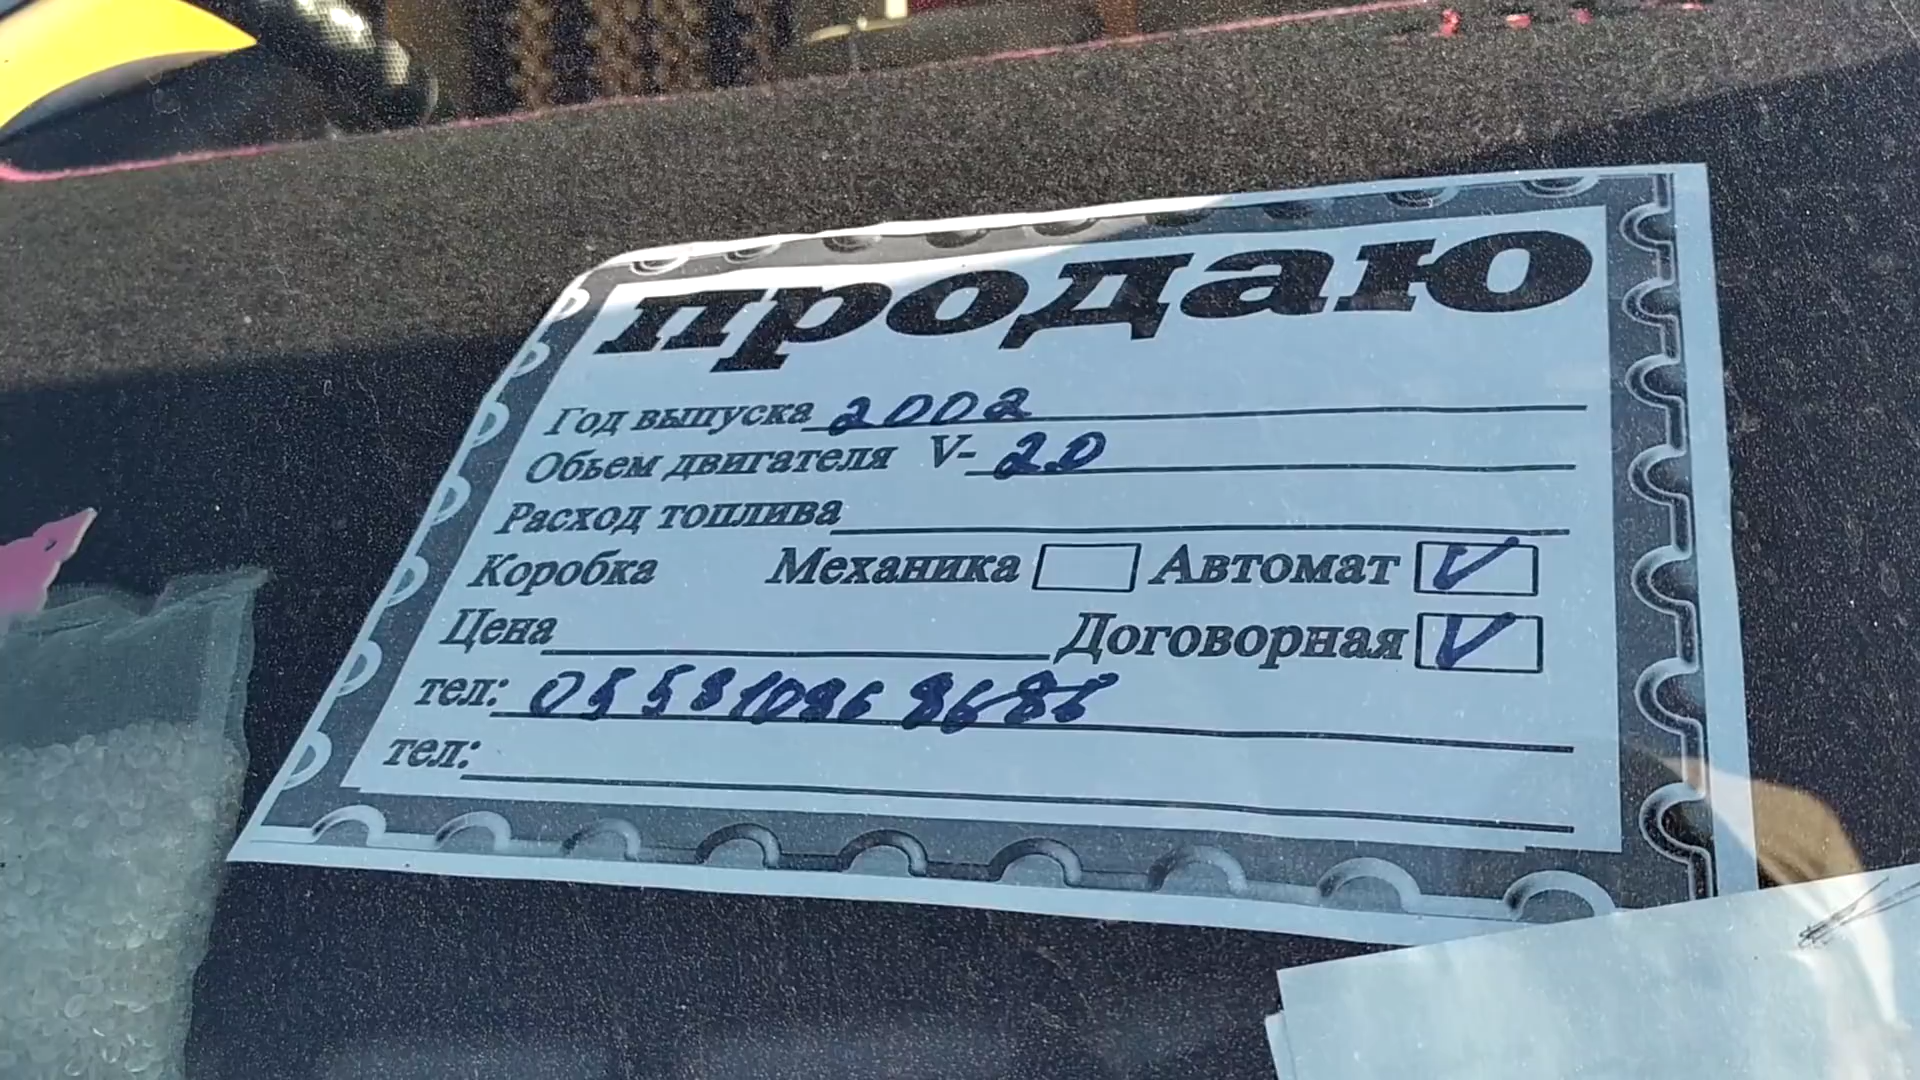 продаю
Год выпуска 2002
Обьем двигателя V- 2.0
Расход топлива
Коробка Механика Автомат V
Цена Договорная V
тел:
тел: